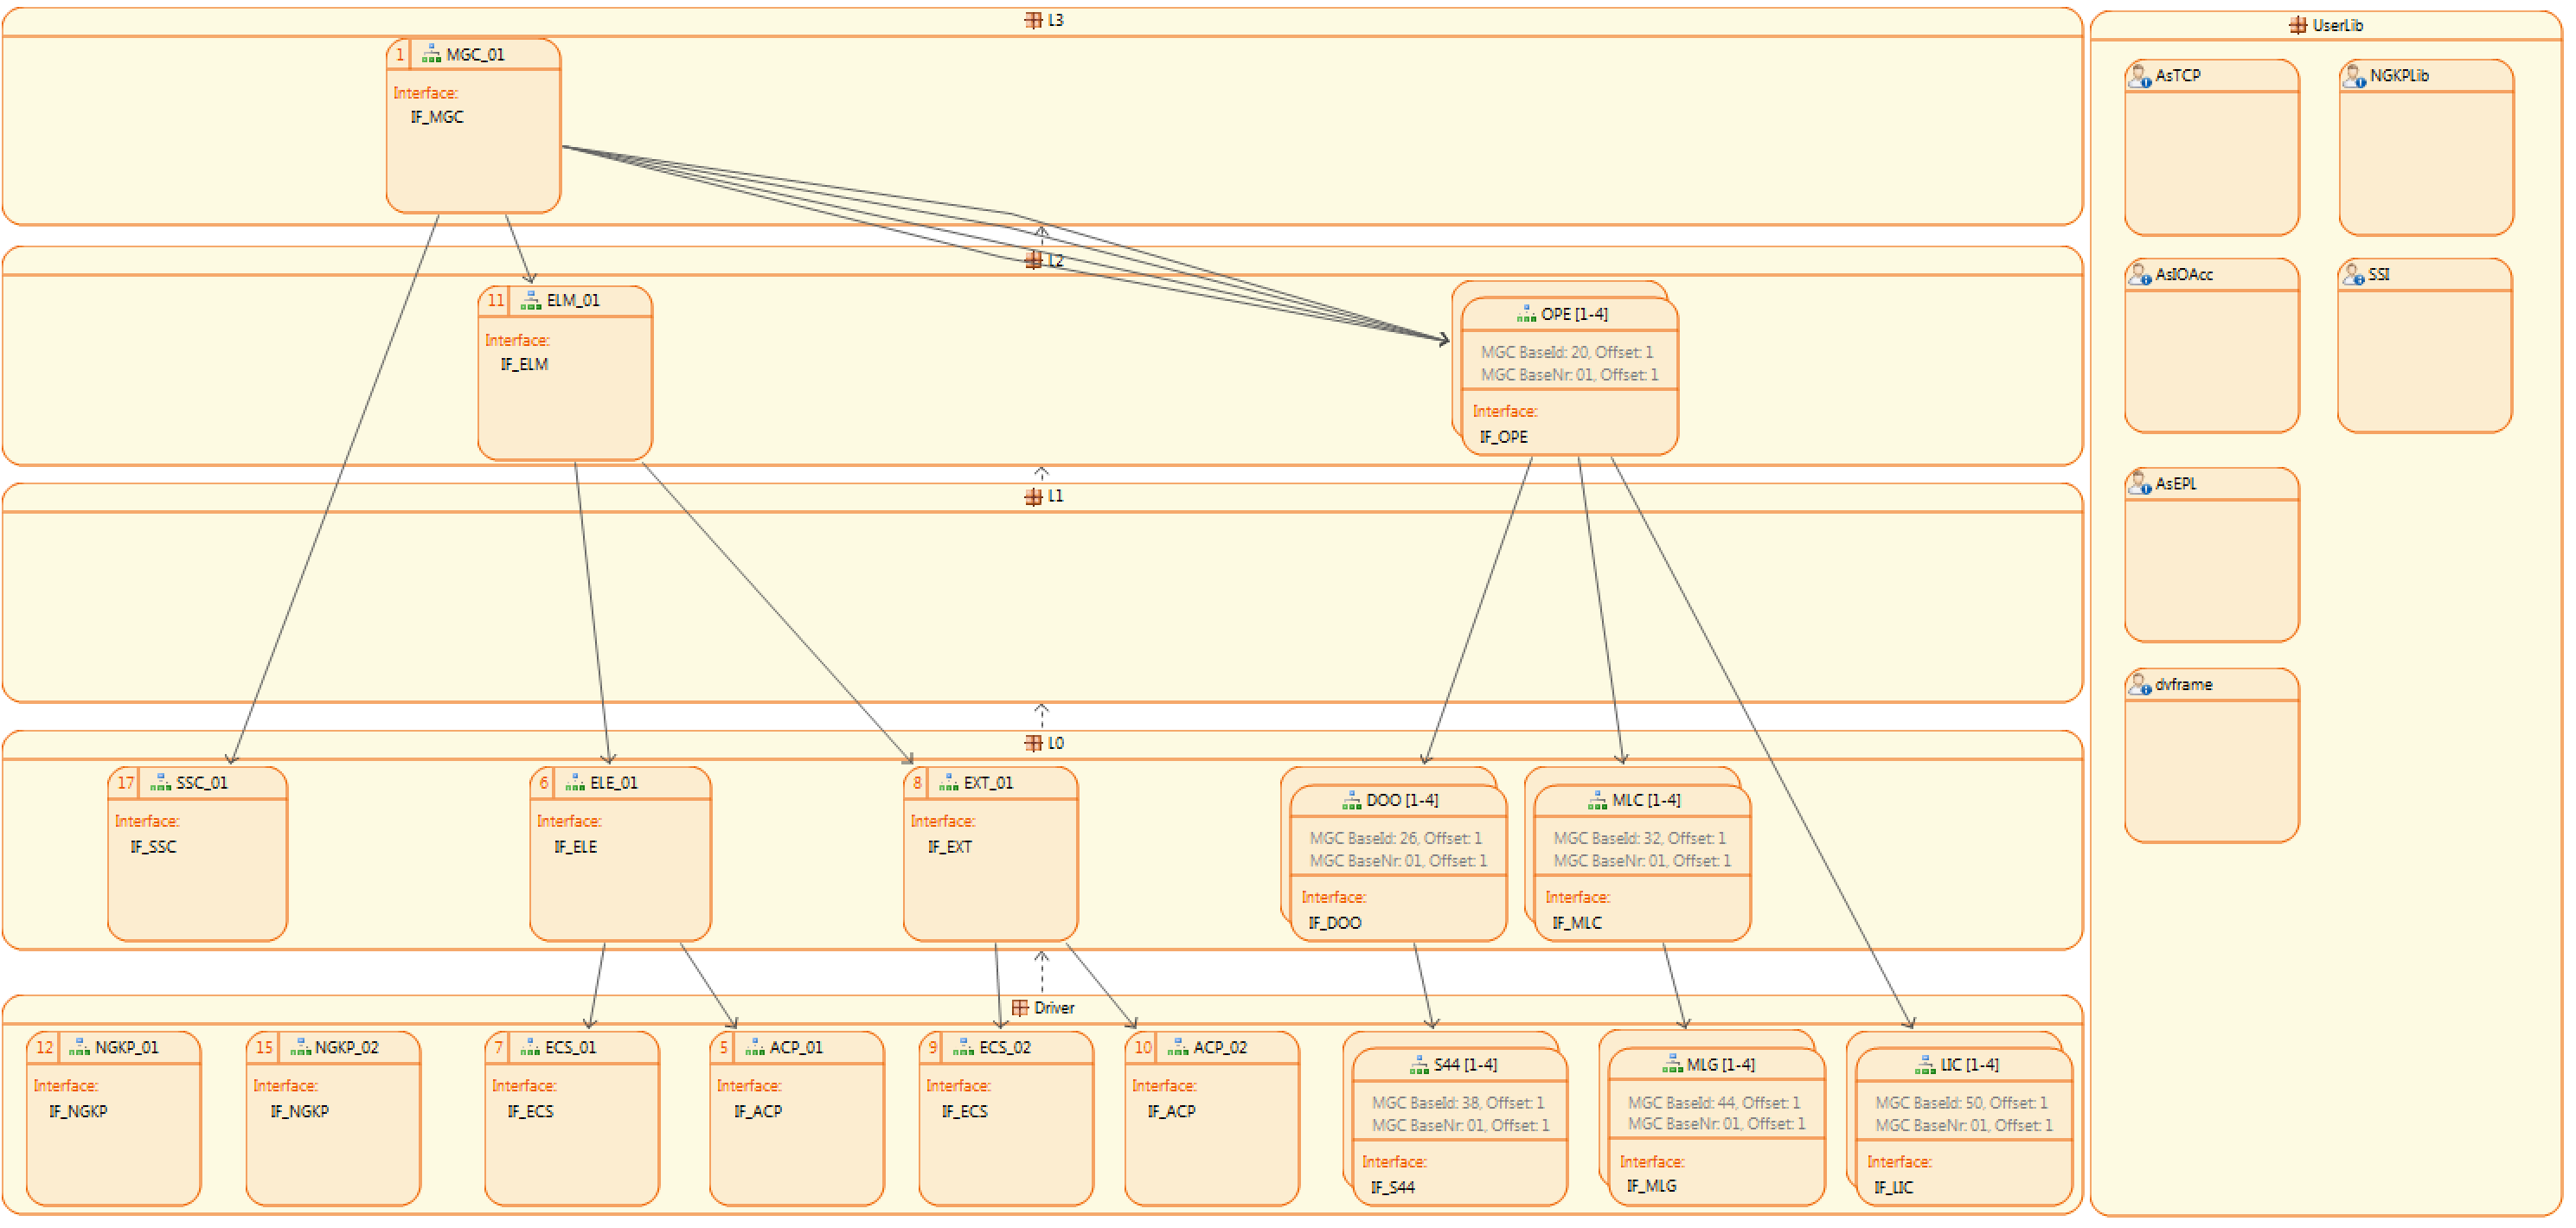 L3
1 MGC_01
Interface:
IF_MGC
L2
11 ELM_01
Interface:
IF_ELM
OPE [1-4]
MGC BaseId: 20, Offset: 1
MGC BaseNr: 01, Offset: 1
Interface:
IF_OPE
L1
L0
17 SSC_01
Interface:
IF_SSC
6 ELE_01
Interface:
IF_ELE
8 EXT_01
Interface:
IF_EXT
DOO [1-4]
MGC BaseId: 26, Offset: 1
MGC BaseNr: 01, Offset: 1
Interface:
IF_DOO
MLC [1-4]
MGC BaseId: 32, Offset: 1
MGC BaseNr: 01, Offset: 1
Interface:
IF_MLC
Driver
12 NGKP_01
Interface:
IF_NGKP
15 NGKP_02
Interface:
IF_NGKP
7 ECS_01
Interface:
IF_ECS
5 ACP_01
Interface:
IF_ACP
9 ECS_02
Interface:
IF_ECS
10 ACP_02
Interface:
IF_ACP
S44 [1-4]
MGC BaseId: 38, Offset: 1
MGC BaseNr: 01, Offset: 1
Interface:
IF_S44
MLG [1-4]
MGC BaseId: 44, Offset: 1
MGC BaseNr: 01, Offset: 1
Interface:
IF_MLG
LIC [1-4]
MGC BaseId: 50, Offset: 1
MGC BaseNr: 01, Offset: 1
Interface:
IF_LIC
UserLib
AsTCP
NGKPLib
AsIOAcc
SSI
AsEPL
dvframe